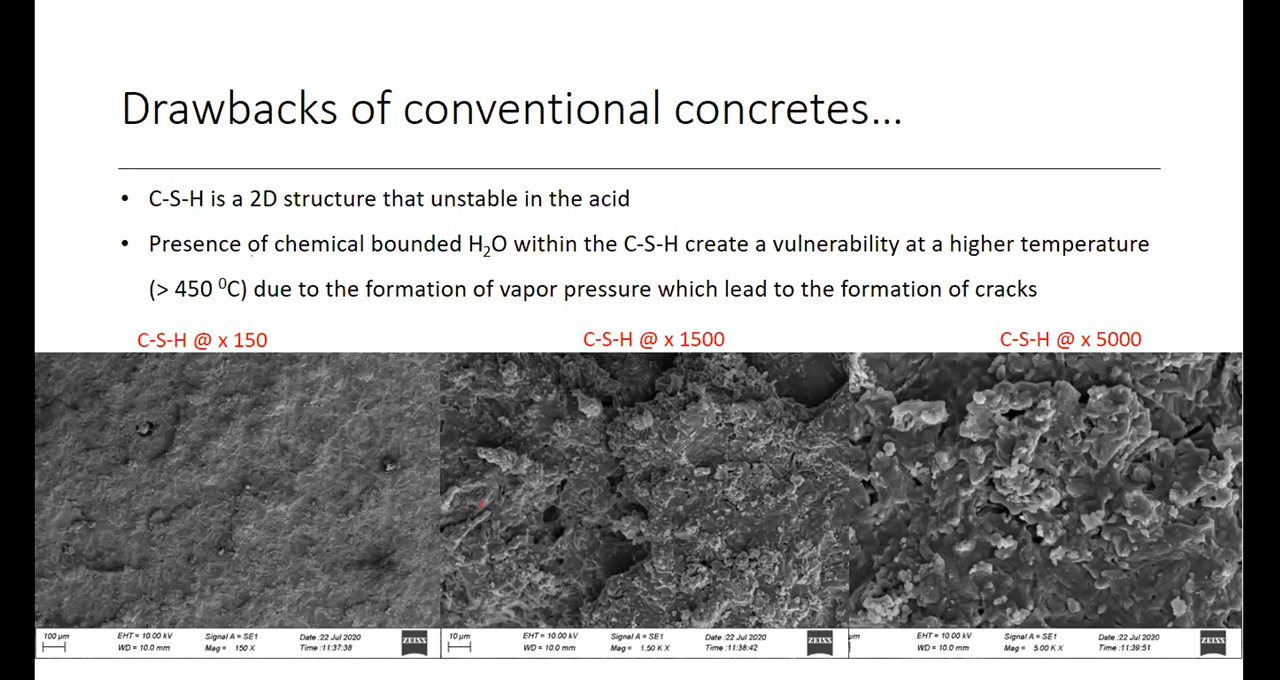 Drawbacks of conventional concretes...
• C-S-H is a 2D structure that unstable in the acid
• Presence of chemical bounded H₂O within the C-S-H create a vulnerability at a higher temperature
(> 450 ⁰C) due to the formation of vapor pressure which lead to the formation of cracks
C-S-H @ x 150
C-S-H @ x 1500
C-S-H @ x 5000
100 µm
EHT = 10.00 kV
WD = 10.0 mm
Signal A = SE1
Mag = 150 X
Date :22 Jul 2020
Time :11:37:38
ZEISS
10 µm
EHT = 10.00 kV
WD = 10.0 mm
Signal A = SE1
Mag = 1.50 K X
Date :22 Jul 2020
Time :11:38:42
ZEISS
µm
EHT = 10.00 kV
WD = 10.0 mm
Signal A = SE1
Mag = 5.00 K X
Date :22 Jul 2020
Time :11:39:51
ZEISS